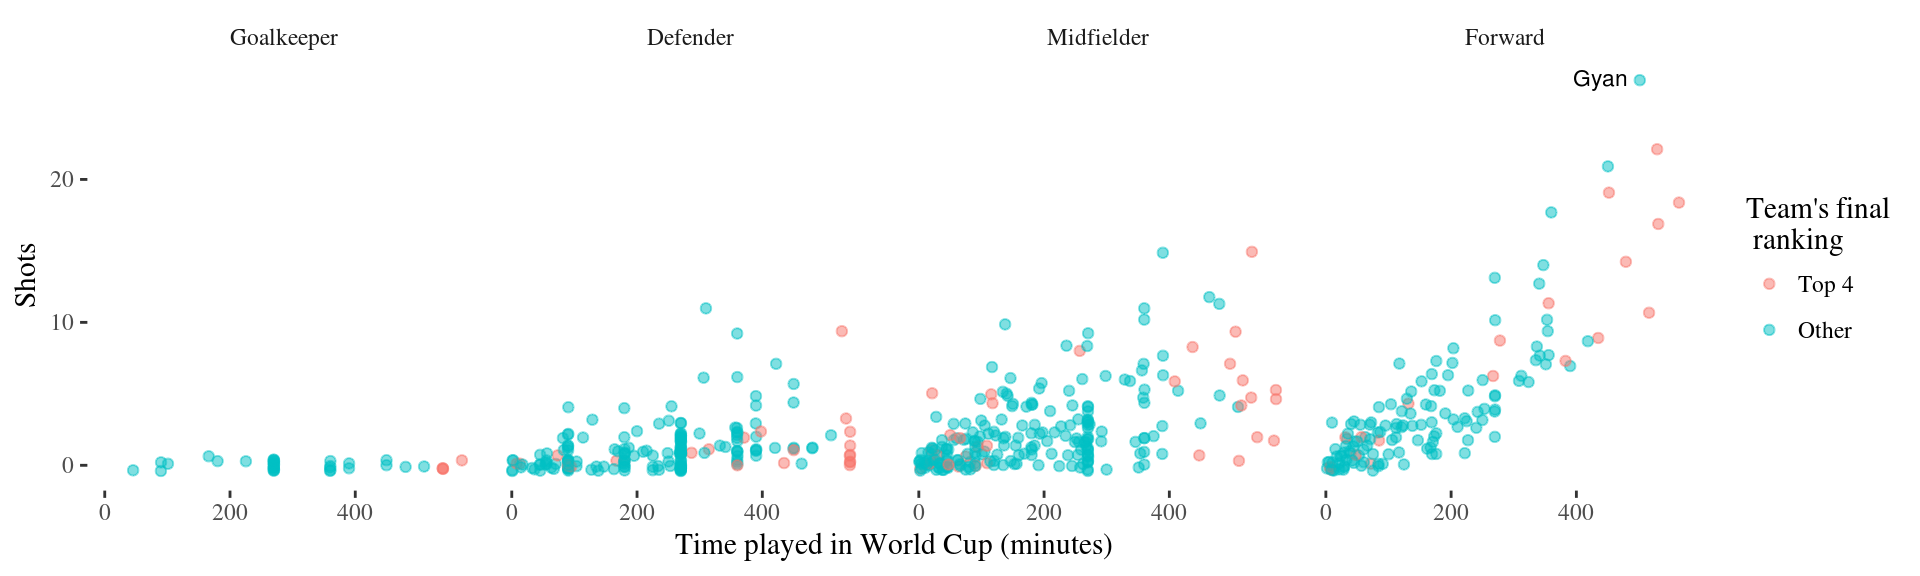 Goalkeeper Defender Midfielder Forward
Gyan
20
10
0
Shots
0 200 400 0 200 400 0 200 400 0 200 400
Time played in World Cup (minutes)
Team's final
ranking
Top 4
Other